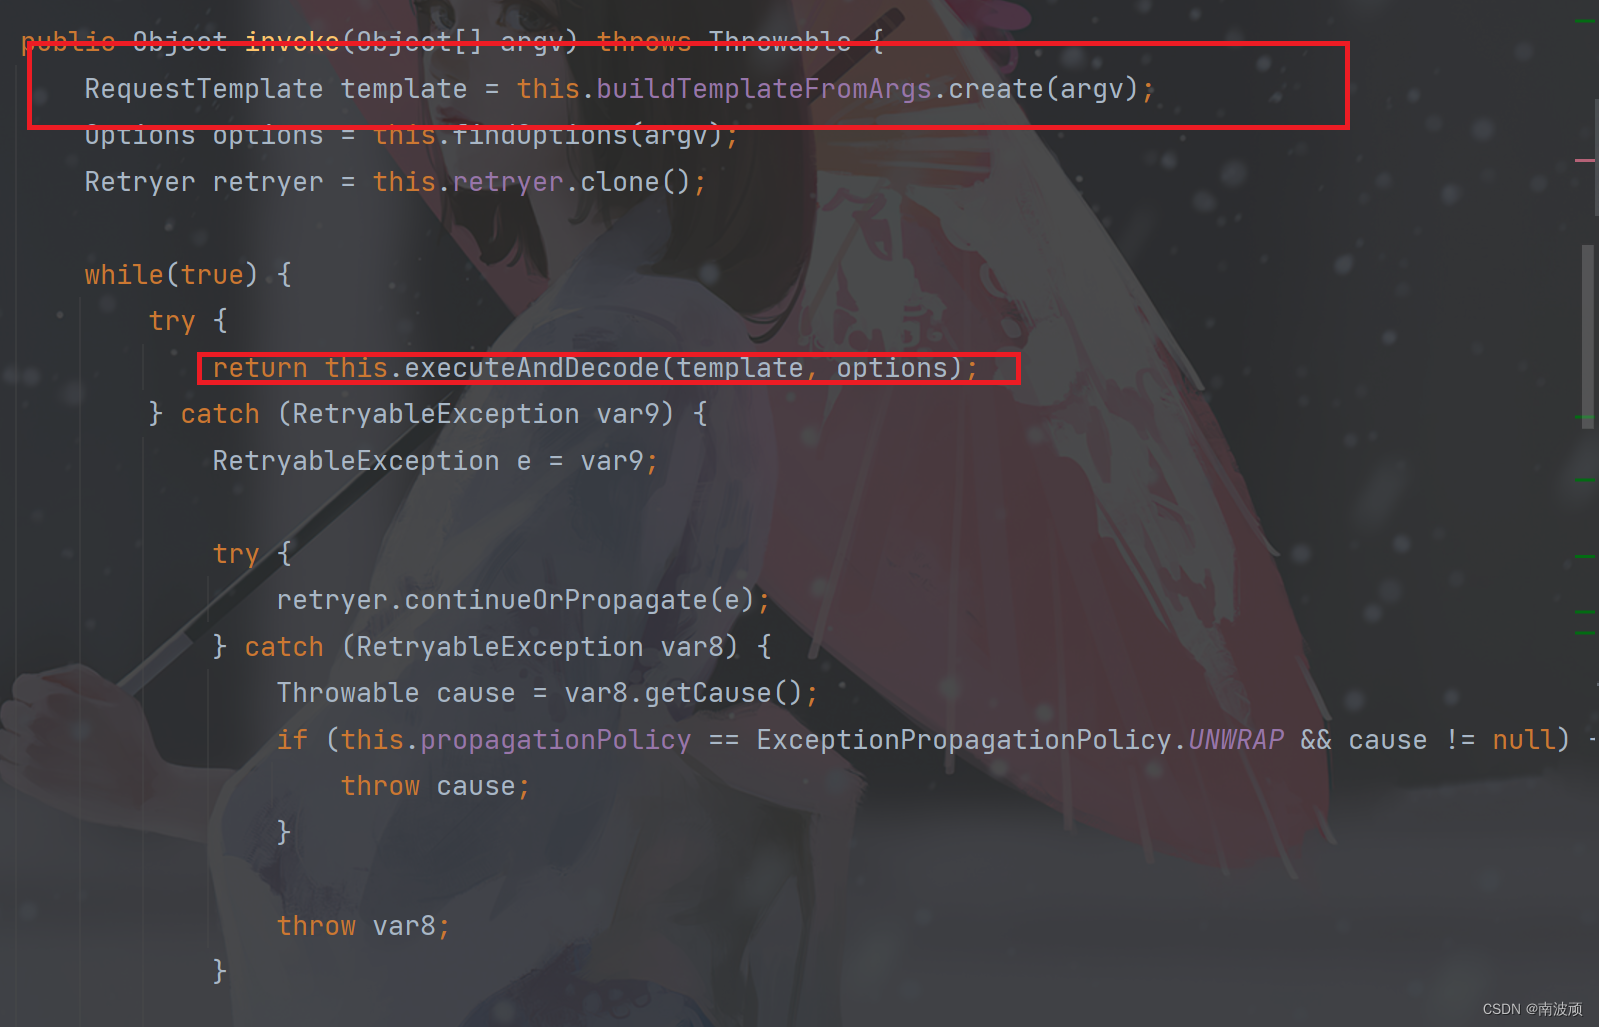 public Object invoke(Object[] argv) throws Throwable {
    RequestTemplate template = this.buildTemplateFromArgs.create(argv);
    Options options = this.findOptions(argv);
    Retryer retryer = this.retryer.clone();

    while(true) {
        try {
            return this.executeAndDecode(template, options);
        } catch (RetryableException var9) {
            RetryableException e = var9;

            try {
                retryer.continueOrPropagate(e);
            } catch (RetryableException var8) {
                Throwable cause = var8.getCause();
                if (this.propagationPolicy == ExceptionPropagationPolicy.UNWRAP && cause != null)
                    throw cause;
                }

                throw var8;
            }
CSDN @南波顽